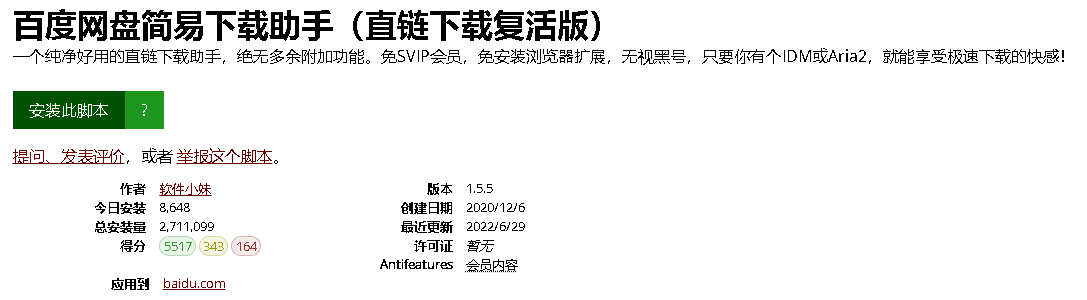 百度网盘简易下载助手（直链下载复活版）
一个纯净好用的直链下载助手，绝无多余附加功能。免SVIP会员，免安装浏览器扩展，无视黑号，只要你有个IDM或Aria2，就能享受极速下载的快感!
安装此脚本 ?
提问、发表评价，或者 举报这个脚本。
作者 软件小妹 版本 1.5.5
今日安装 8,648 创建日期 2020/12/6
总安装量 2,711,099 最近更新 2022/6/29
得分 5517 343 164 许可证 暂无
Antifeatures 会员内容
应用到 baidu.com